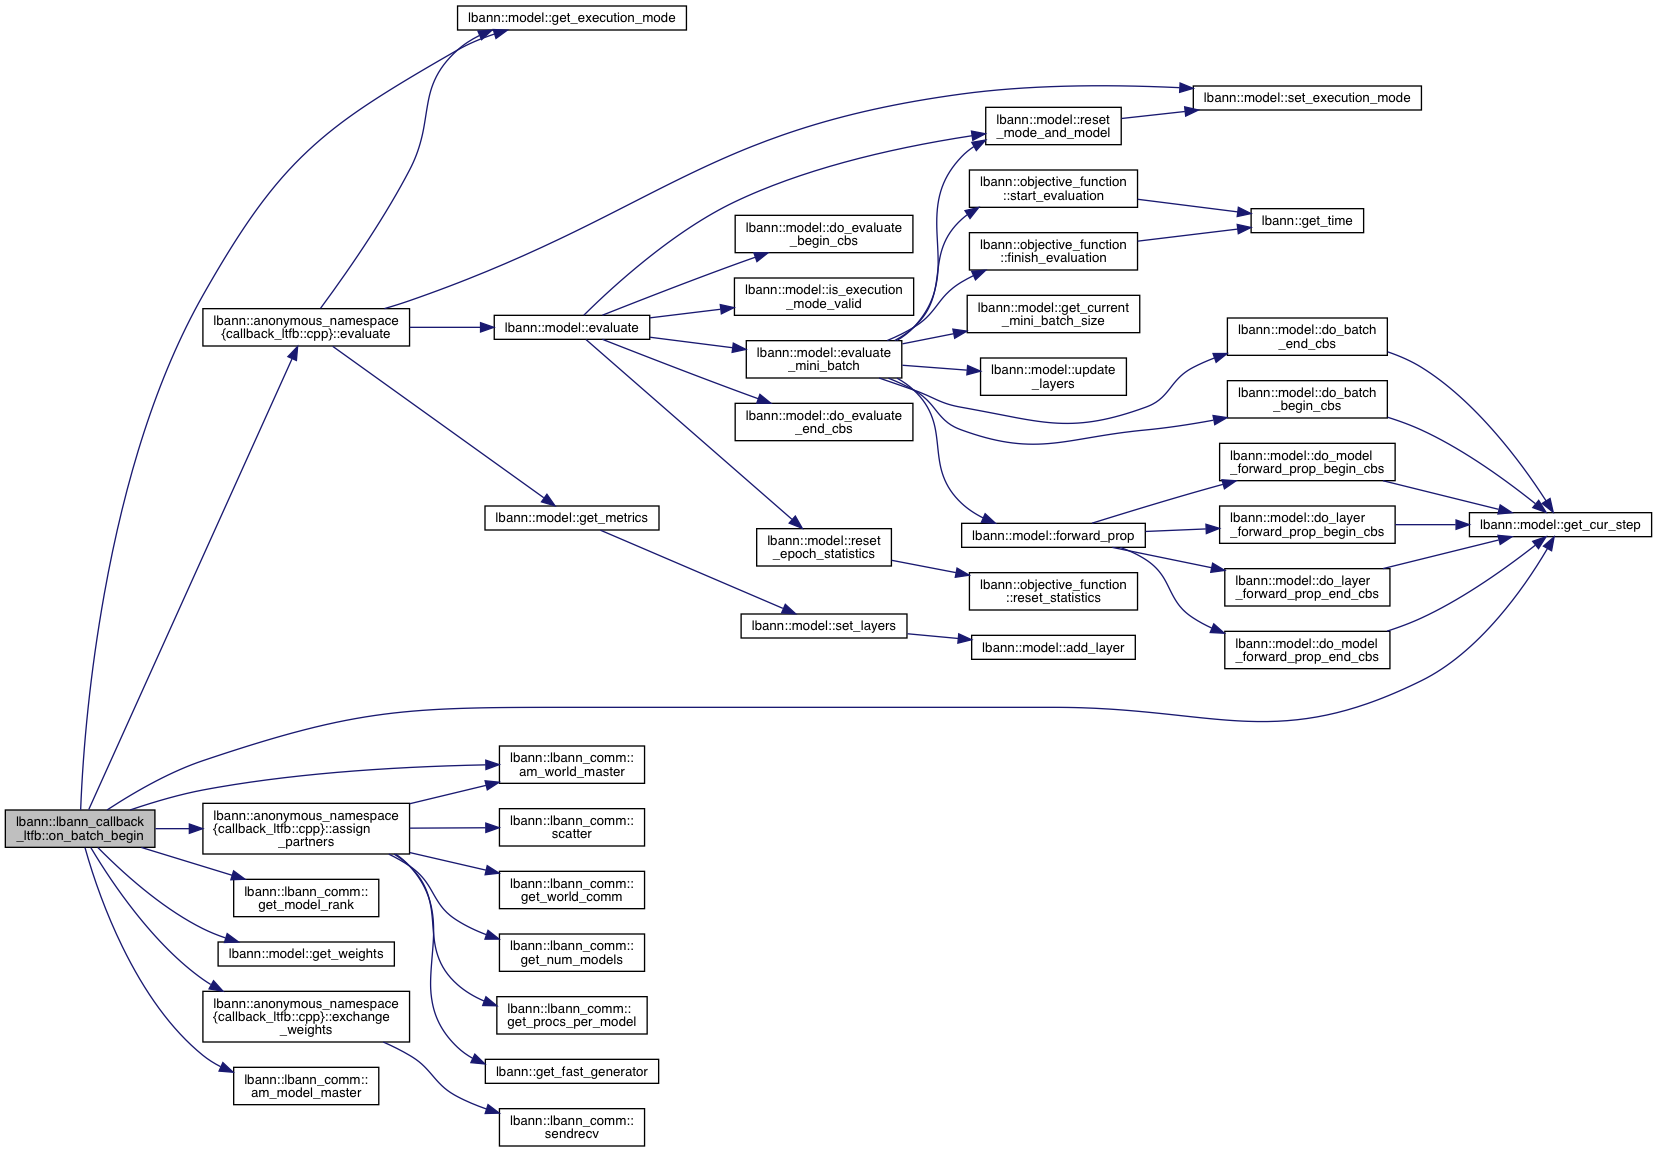 lbann::model::get_execution_mode
lbann::model::set_execution_mode
lbann::model::reset
_mode_and_model
lbann::objective_function
::start_evaluation
lbann::get_time
lbann::model::do_evaluate
_begin_cbs
lbann::objective_function
::finish_evaluation
lbann::model::is_execution
_mode_valid
lbann::model::get_current
_mini_batch_size
lbann::anonymous_namespace
{callback_ltfb::cpp}::evaluate
lbann::model::evaluate
lbann::model::do_batch
_end_cbs
lbann::model::evaluate
_mini_batch
lbann::model::update
_layers
lbann::model::do_batch
_begin_cbs
lbann::model::do_evaluate
_end_cbs
lbann::model::do_model
_forward_prop_begin_cbs
lbann::model::get_metrics
lbann::model::do_layer
_forward_prop_begin_cbs
lbann::model::get_cur_step
lbann::model::forward_prop
lbann::model::reset
_epoch_statistics
lbann::model::do_layer
_forward_prop_end_cbs
lbann::objective_function
::reset_statistics
lbann::model::set_layers
lbann::model::add_layer
lbann::model::do_model
_forward_prop_end_cbs
lbann::lbann_comm::
am_world_master
lbann::lbann_callback
_ltfb::on_batch_begin
lbann::anonymous_namespace
{callback_ltfb::cpp}::assign
_partners
lbann::lbann_comm::
scatter
lbann::lbann_comm::
get_model_rank
lbann::lbann_comm::
get_world_comm
lbann::model::get_weights
lbann::lbann_comm::
get_num_models
lbann::anonymous_namespace
{callback_ltfb::cpp}::exchange
_weights
lbann::lbann_comm::
get_procs_per_model
lbann::lbann_comm::
am_model_master
lbann::get_fast_generator
lbann::lbann_comm::
sendrecv